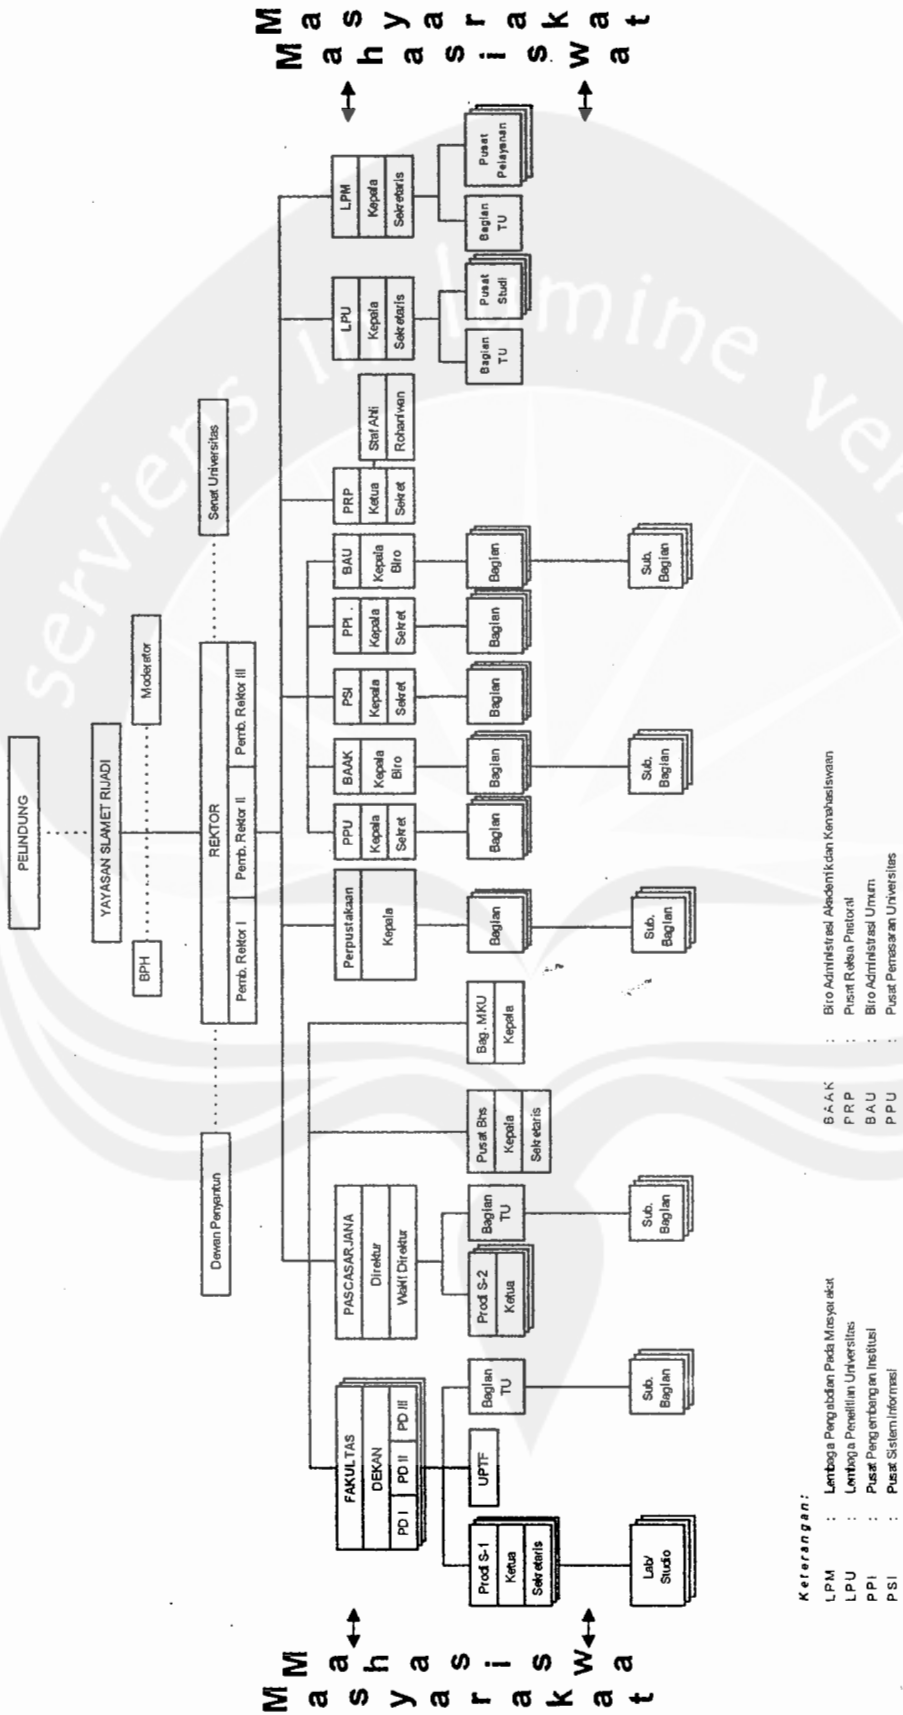 PELINDUNG
YAYASAN SLAMET RIJADI
BPH
Moderator
Dewan Penyantun
REKTOR
Pemb. Rektor I
Pemb. Rektor II
Pemb. Rektor III
Senat Universitas
FAKULTAS
DEKAN
PD I
PD II
PD III
PASCASARJANA
Direktur
Wakil Direktur
Perpustakaan
Kepala
PPU
Kepala
Sekret
BAAK
Kepala
Biro
PSI
Kepala
Sekret
PPI
Kepala
Sekret
BAU
Kepala
Biro
PRP
Ketua
Sekret
Staf Ahli
Rohaniwan
LPU
Kepala
Sekretaris
LPM
Kepala
Sekretaris
Prodi S-1
Ketua
Sekretaris
UPTF
Bagian
TU
Prodi S-2
Ketua
Bagian
TU
Pusat Bhs
Kepala
Sekretaris
Bag. MKU
Kepala
Bagian
Bagian
Bagian
Bagian
Bagian
Bagian
Bagian
TU
Pusat
Studi
Bagian
TU
Pusat
Pelayanan
Lab/
Studio
Sub.
Bagian
Sub.
Bagian
Sub.
Bagian
Sub.
Bagian
Sub.
Bagian
Masyarakat
Mahasiswa
Masyarakat
Mahasiswa
Keterangan:
LPM : Lembaga Pengabdian Pada Masyarakat
LPU : Lembaga Penelitian Universitas
PPI : Pusat Pengembangan Institusi
PSI : Pusat Sistem Informasi
BAAK : Biro Administrasi Akademik dan Kemahasiswaan
PRP : Pusat Reksa Pastoral
BAU : Biro Administrasi Umum
PPU : Pusat Pemasaran Universitas
serviens in lumine ver